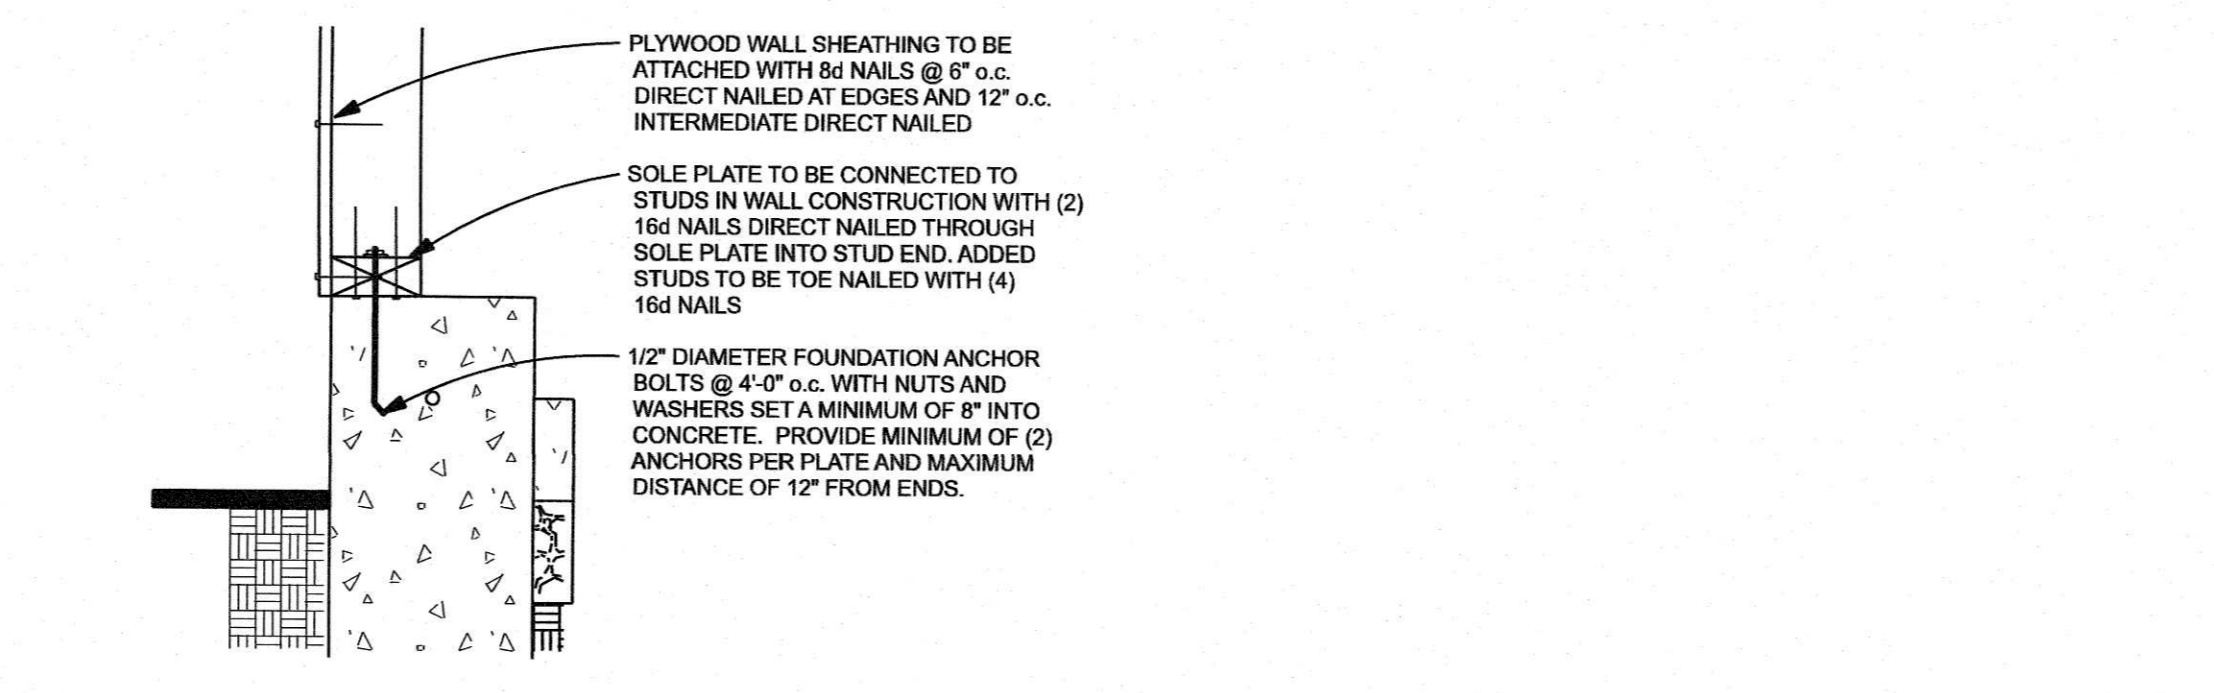 PLYWOOD WALL SHEATHING TO BE
ATTACHED WITH 8d NAILS @ 6" o.c.
DIRECT NAILED AT EDGES AND 12" o.c.
INTERMEDIATE DIRECT NAILED
SOLE PLATE TO BE CONNECTED TO
STUDS IN WALL CONSTRUCTION WITH (2)
16d NAILS DIRECT NAILED THROUGH
SOLE PLATE INTO STUD END. ADDED
STUDS TO BE TOE NAILED WITH (4)
16d NAILS
1/2" DIAMETER FOUNDATION ANCHOR
BOLTS @ 4'-0" o.c. WITH NUTS AND
WASHERS SET A MINIMUM OF 8" INTO
CONCRETE. PROVIDE MINIMUM OF (2)
ANCHORS PER PLATE AND MAXIMUM
DISTANCE OF 12" FROM ENDS.